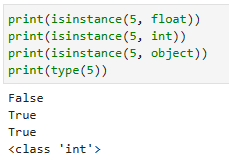 print(isinstance(5, float))
print(isinstance(5, int))
print(isinstance(5, object))
print(type(5))
False
True
True
<class 'int'>